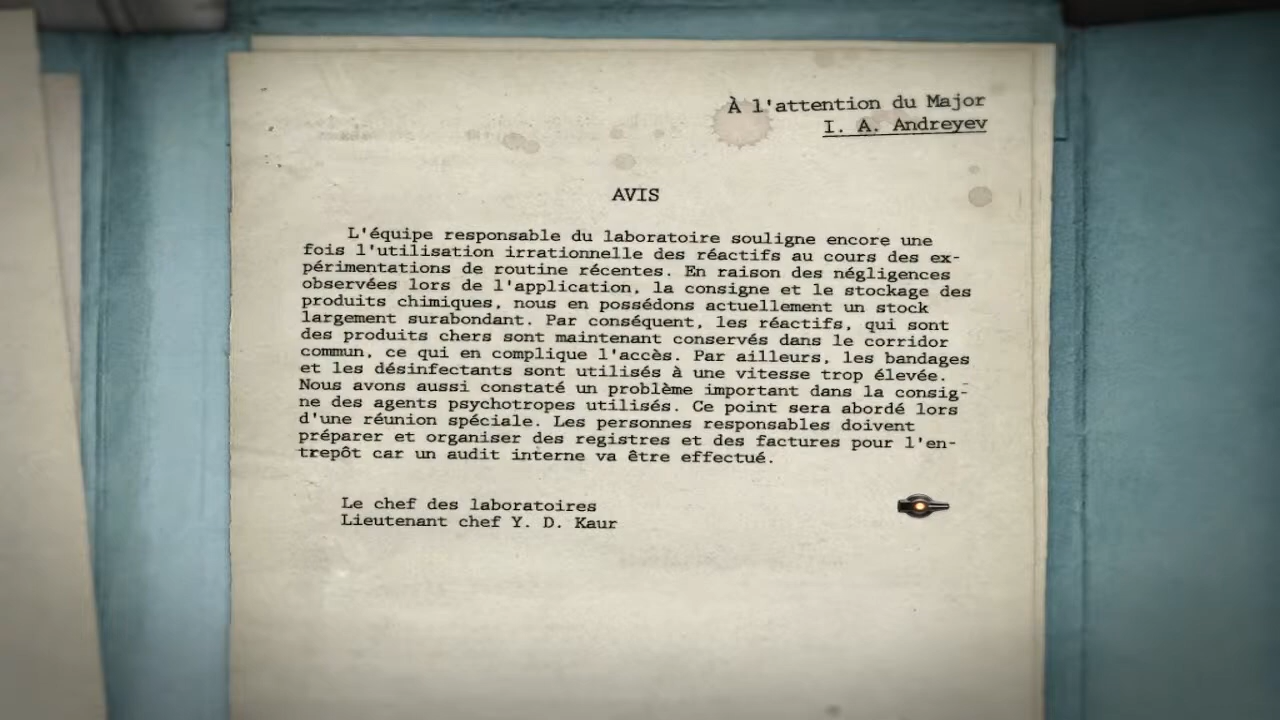 À l'attention du Major
I. A. Andreyev
AVIS
L'équipe responsable du laboratoire souligne encore une
fois l'utilisation irrationnelle des réactifs au cours des ex-
périmentations de routine récentes. En raison des négligences
observées lors de l'application, la consigne et le stockage des
produits chimiques, nous en possédons actuellement un stock
largement surabondant. Par conséquent, les réactifs, qui sont
des produits chers sont maintenant conservés dans le corridor
commun, ce qui en complique l'accès. Par ailleurs, les bandages
et les désinfectants sont utilisés à une vitesse trop élevée.
Nous avons aussi constaté un problème important dans la consig-
ne des agents psychotropes utilisés. Ce point sera abordé lors
d'une réunion spéciale. Les personnes responsables doivent
préparer et organiser des registres et des factures pour l'en-
trepôt car un audit interne va être effectué.
Le chef des laboratoires
Lieutenant chef Y. D. Kaur